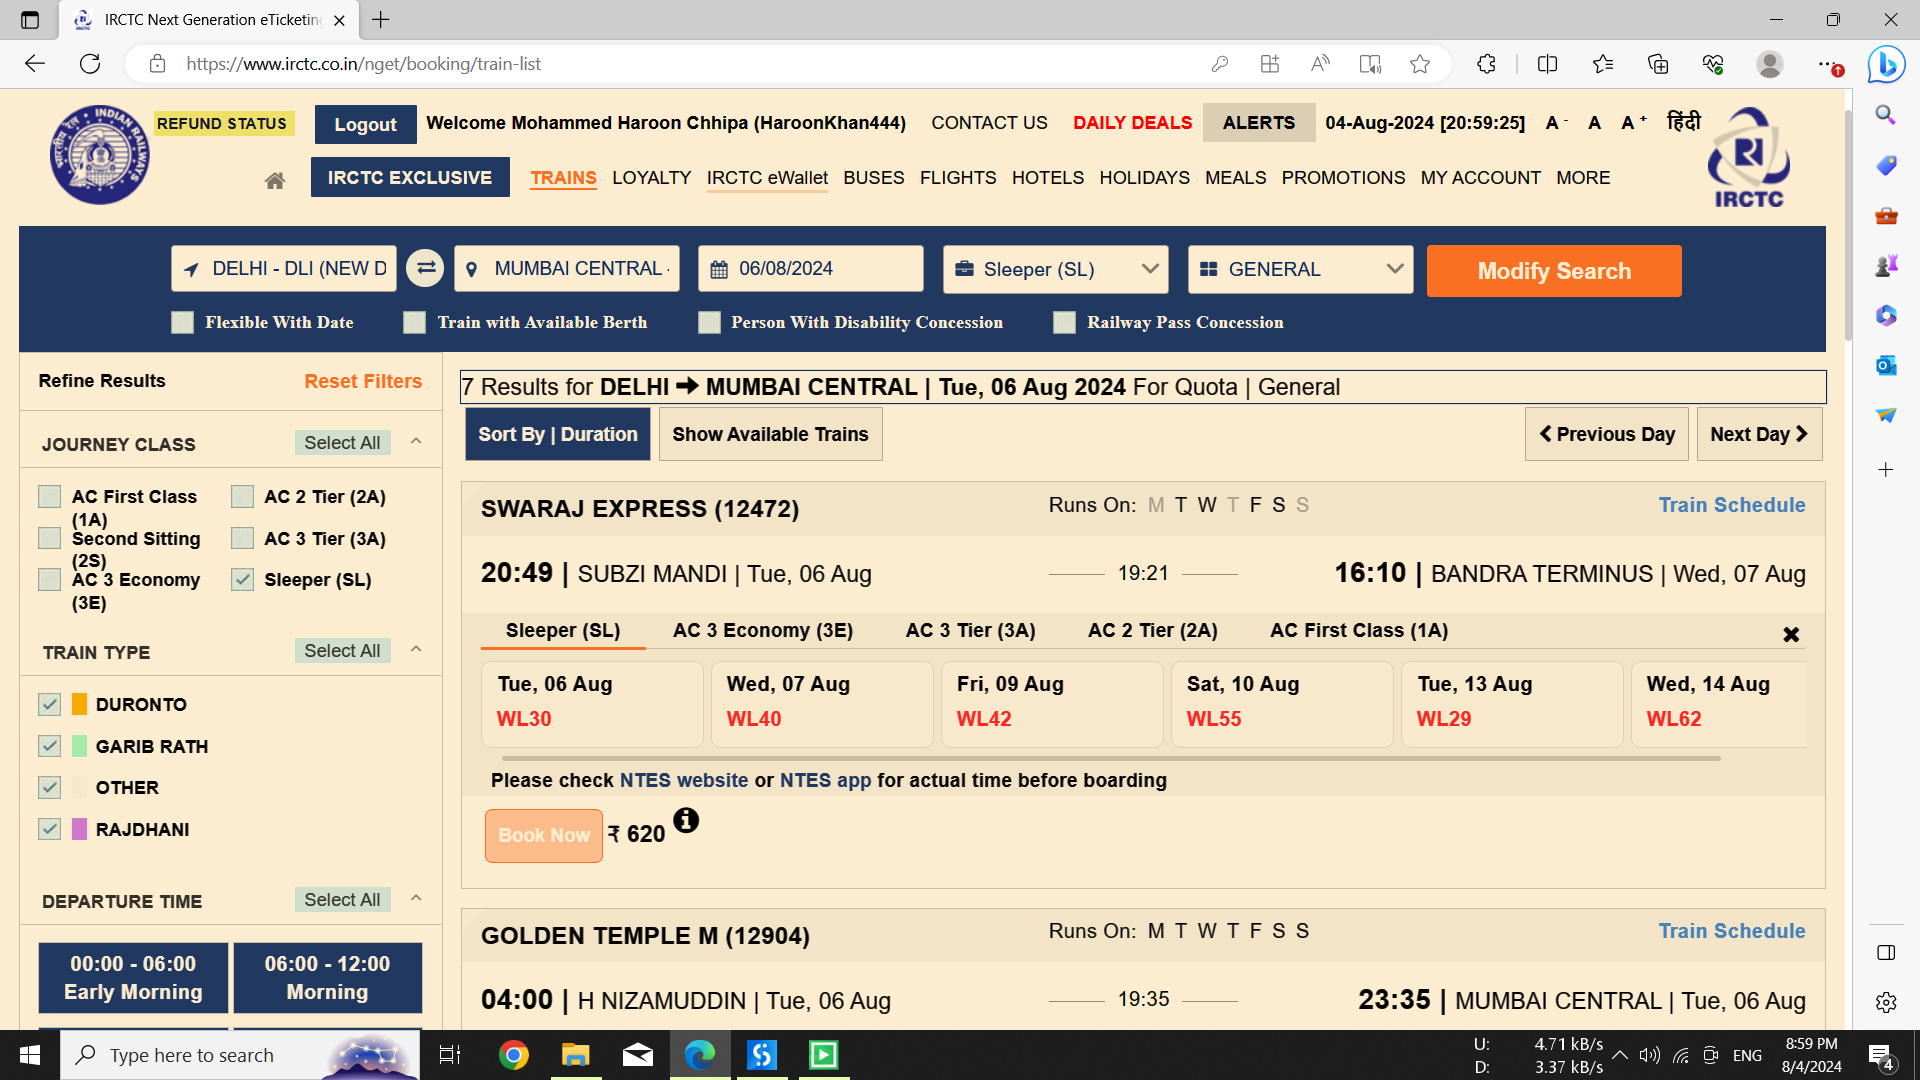 IRCTC Next Generation eTicketing
https://www.irctc.co.in/nget/booking/train-list
INDIAN RAILWAYS
भारतीय रेल
REFUND STATUS
Logout
Welcome Mohammed Haroon Chhipa (HaroonKhan444)
CONTACT US
DAILY DEALS
ALERTS
04-Aug-2024 [20:59:25]
A - A A +
हिंदी
IRCTC
IRCTC EXCLUSIVE
TRAINS LOYALTY IRCTC eWallet BUSES FLIGHTS HOTELS HOLIDAYS MEALS PROMOTIONS MY ACCOUNT MORE
DELHI - DLI (NEW D
MUMBAI CENTRAL -
06/08/2024
Sleeper (SL)
GENERAL
Modify Search
Flexible With Date
Train with Available Berth
Person With Disability Concession
Railway Pass Concession
Refine Results
Reset Filters
JOURNEY CLASS
Select All
AC First Class (1A)
AC 2 Tier (2A)
Second Sitting (2S)
AC 3 Tier (3A)
AC 3 Economy (3E)
Sleeper (SL)
TRAIN TYPE
Select All
DURONTO
GARIB RATH
OTHER
RAJDHANI
DEPARTURE TIME
Select All
00:00 - 06:00
Early Morning
06:00 - 12:00
Morning
7 Results for DELHI → MUMBAI CENTRAL | Tue, 06 Aug 2024 For Quota | General
Sort By | Duration
Show Available Trains
Previous Day
Next Day
SWARAJ EXPRESS (12472)
Runs On: M T W T F S S
Train Schedule
20:49 | SUBZI MANDI | Tue, 06 Aug
19:21
16:10 | BANDRA TERMINUS | Wed, 07 Aug
Sleeper (SL)
AC 3 Economy (3E)
AC 3 Tier (3A)
AC 2 Tier (2A)
AC First Class (1A)
Tue, 06 Aug
WL30
Wed, 07 Aug
WL40
Fri, 09 Aug
WL42
Sat, 10 Aug
WL55
Tue, 13 Aug
WL29
Wed, 14 Aug
WL62
Please check NTES website or NTES app for actual time before boarding
Book Now
₹ 620
GOLDEN TEMPLE M (12904)
Runs On: M T W T F S S
Train Schedule
04:00 | H NIZAMUDDIN | Tue, 06 Aug
19:35
23:35 | MUMBAI CENTRAL | Tue, 06 Aug
Type here to search
U: 4.71 kB/s
D: 3.37 kB/s
ENG
8:59 PM
8/4/2024
4